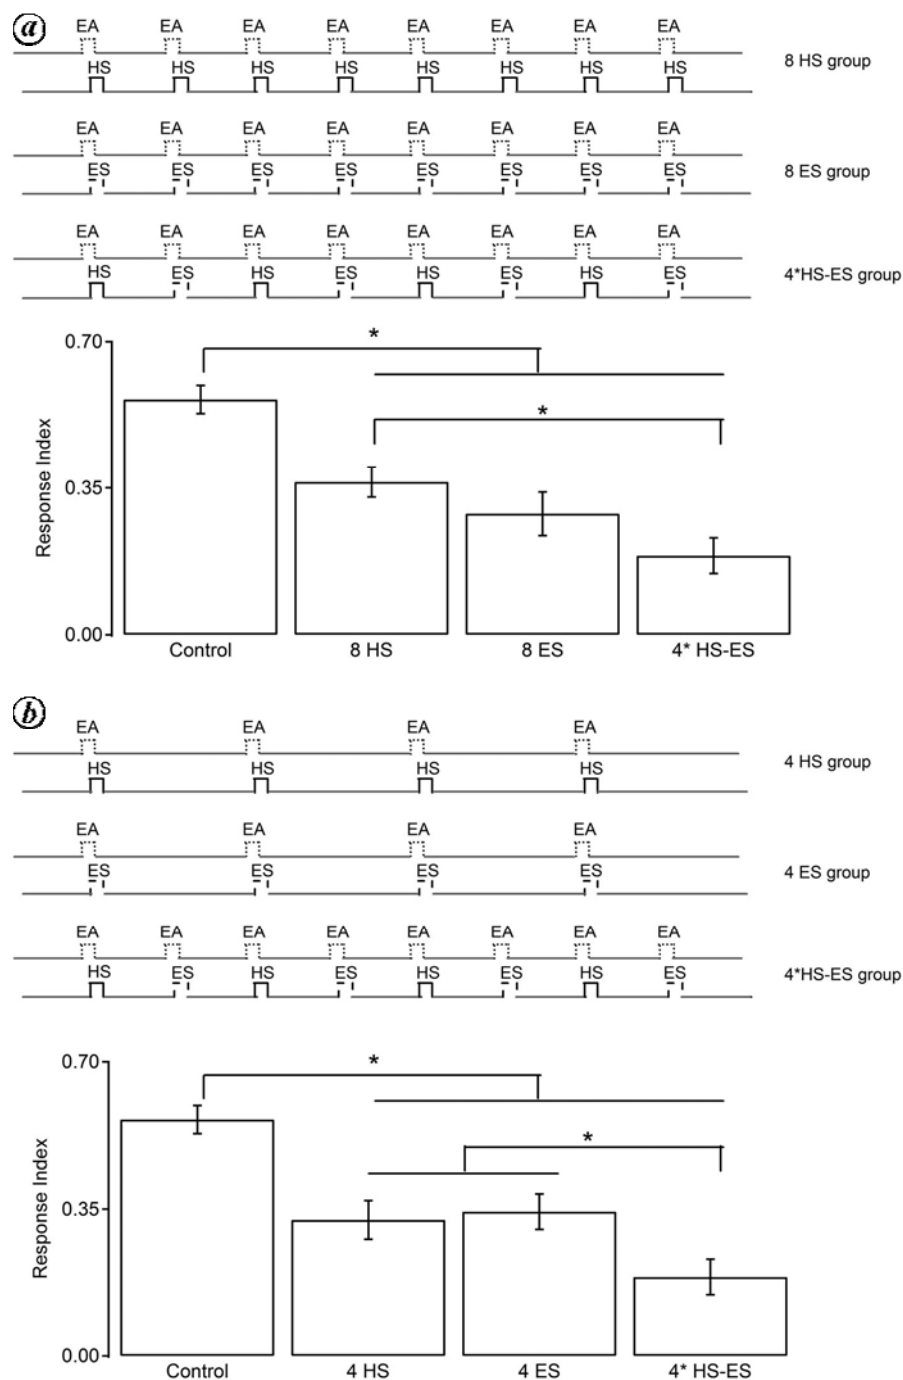 a
EA EA EA EA EA EA EA EA
8 HS group
HS HS HS HS HS HS HS HS
EA EA EA EA EA EA EA EA
8 ES group
ES ES ES ES ES ES ES ES
EA EA EA EA EA EA EA EA
4*HS-ES group
HS ES HS ES HS ES HS ES
0.70
*
*
0.35
Response Index
0.00
Control 8 HS 8 ES 4* HS-ES
b
EA EA EA EA
4 HS group
HS HS HS HS
EA EA EA EA
4 ES group
ES ES ES ES
EA EA EA EA EA EA EA EA
4*HS-ES group
HS ES HS ES HS ES HS ES
0.70
*
*
0.35
Response Index
0.00
Control 4 HS 4 ES 4* HS-ES